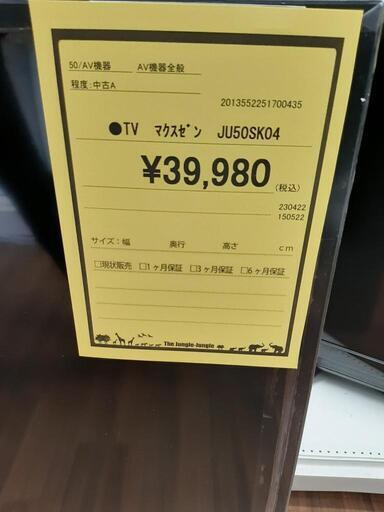 50/AV機器 AV機器全般
程度:中古A
2013552251700435
●TV マクスゼン JU50SK04
¥39,980(税込)
230422
150522
サイズ:幅 奥行 高さ cm
□現状販売 □1ヶ月保証 □3ヶ月保証 □6ヶ月保証
The Jungle-Jungle